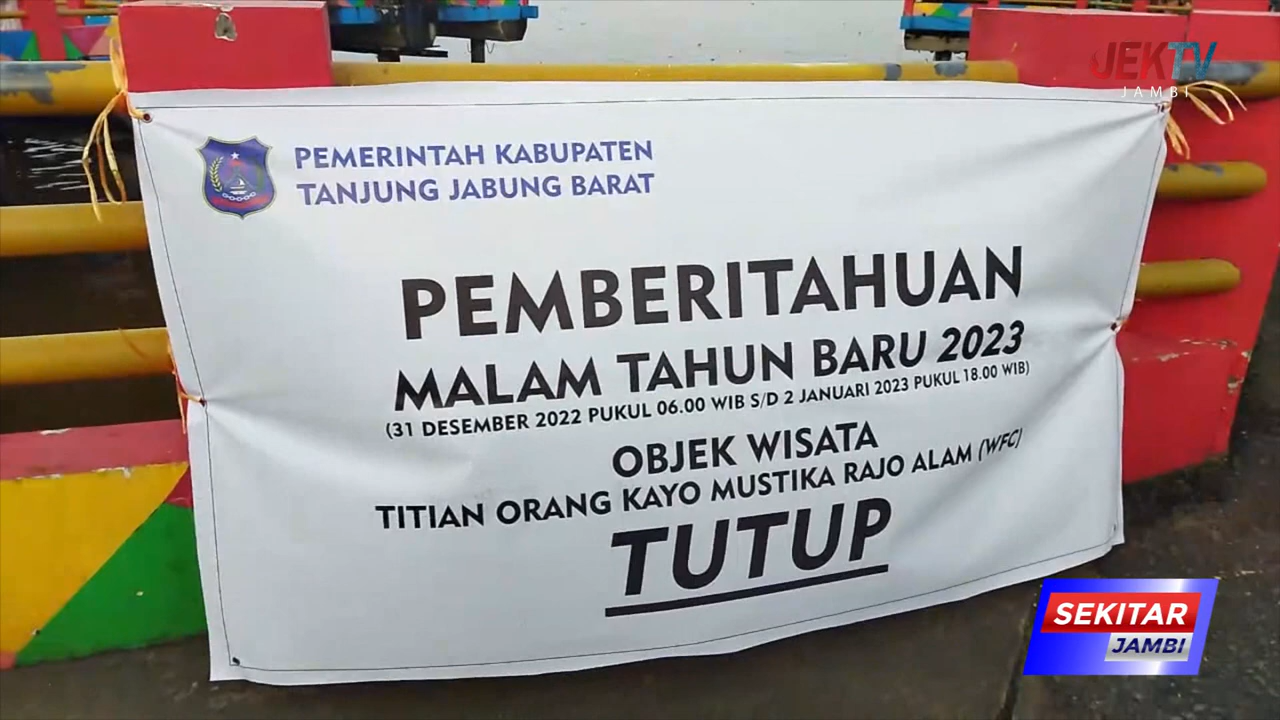 JEKTV
JAMBI
PEMERINTAH KABUPATEN
TANJUNG JABUNG BARAT
PEMBERITAHUAN
MALAM TAHUN BARU 2023
(31 DESEMBER 2022 PUKUL 06.00 WIB S/D 2 JANUARI 2023 PUKUL 18.00 WIB)
OBJEK WISATA
TITIAN ORANG KAYO MUSTIKA RAJO ALAM (WFC)
TUTUP
SEKITAR
JAMBI